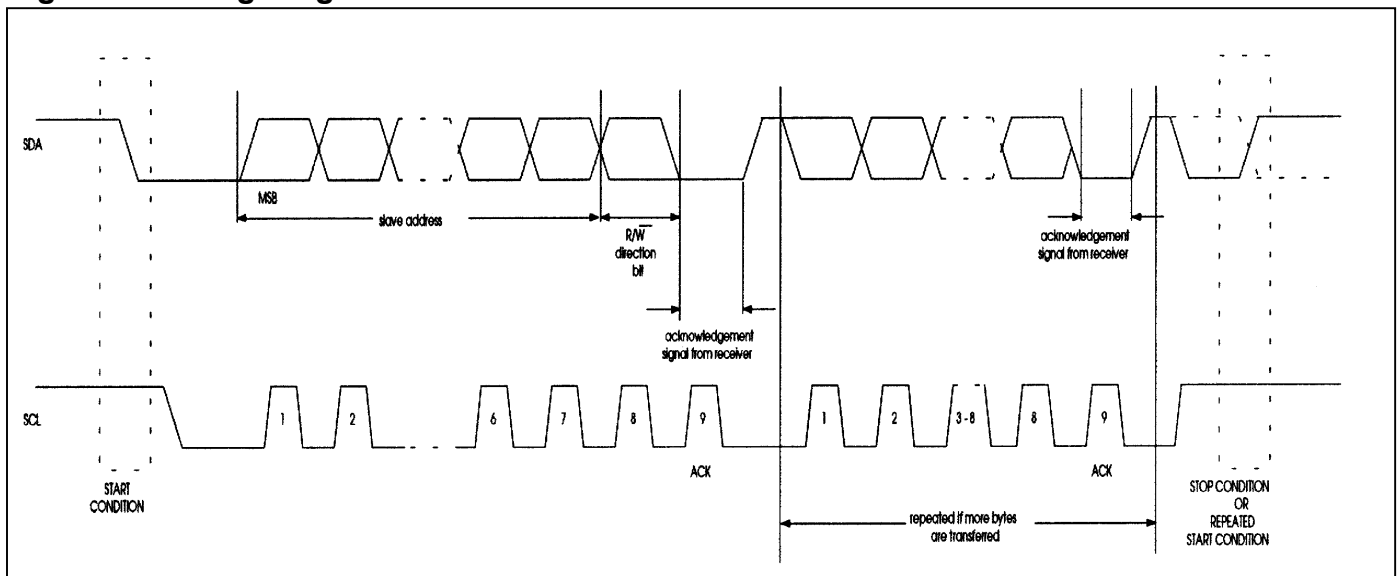 SDA
MSB
slave address
R/W
direction
bit
acknowledgement
signal from receiver
acknowledgement
signal from receiver
SCL
1
2
6
7
8
9
1
2
3-8
8
9
ACK
ACK
START
CONDITION
repeated if more bytes
are transferred
STOP CONDITION
OR
REPEATED
START CONDITION